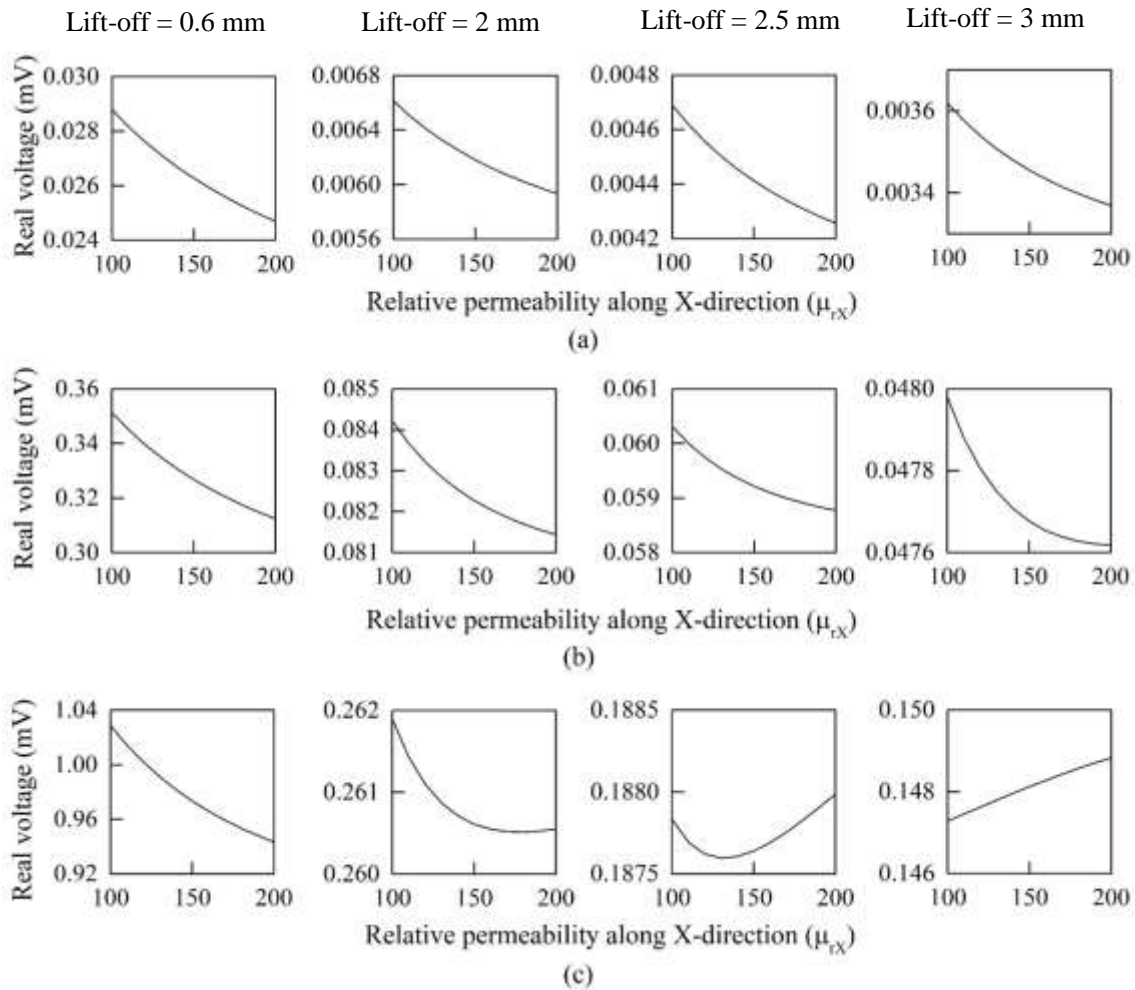 Lift-off = 0.6 mm Lift-off = 2 mm Lift-off = 2.5 mm Lift-off = 3 mm
Real voltage (mV)
0.030 0.028 0.026 0.024
100 150 200
0.0068 0.0064 0.0060 0.0056
100 150 200
0.0048 0.0046 0.0044 0.0042
100 150 200
0.0036 0.0034
100 150 200
Relative permeability along X-direction (μrX)
(a)
Real voltage (mV)
0.36 0.34 0.32 0.30
100 150 200
0.085 0.084 0.083 0.082 0.081
100 150 200
0.061 0.060 0.059 0.058
100 150 200
0.0480 0.0478 0.0476
100 150 200
Relative permeability along X-direction (μrX)
(b)
Real voltage (mV)
1.04 1.00 0.96 0.92
100 150 200
0.262 0.261 0.260
100 150 200
0.1885 0.1880 0.1875
100 150 200
0.150 0.148 0.146
100 150 200
Relative permeability along X-direction (μrX)
(c)